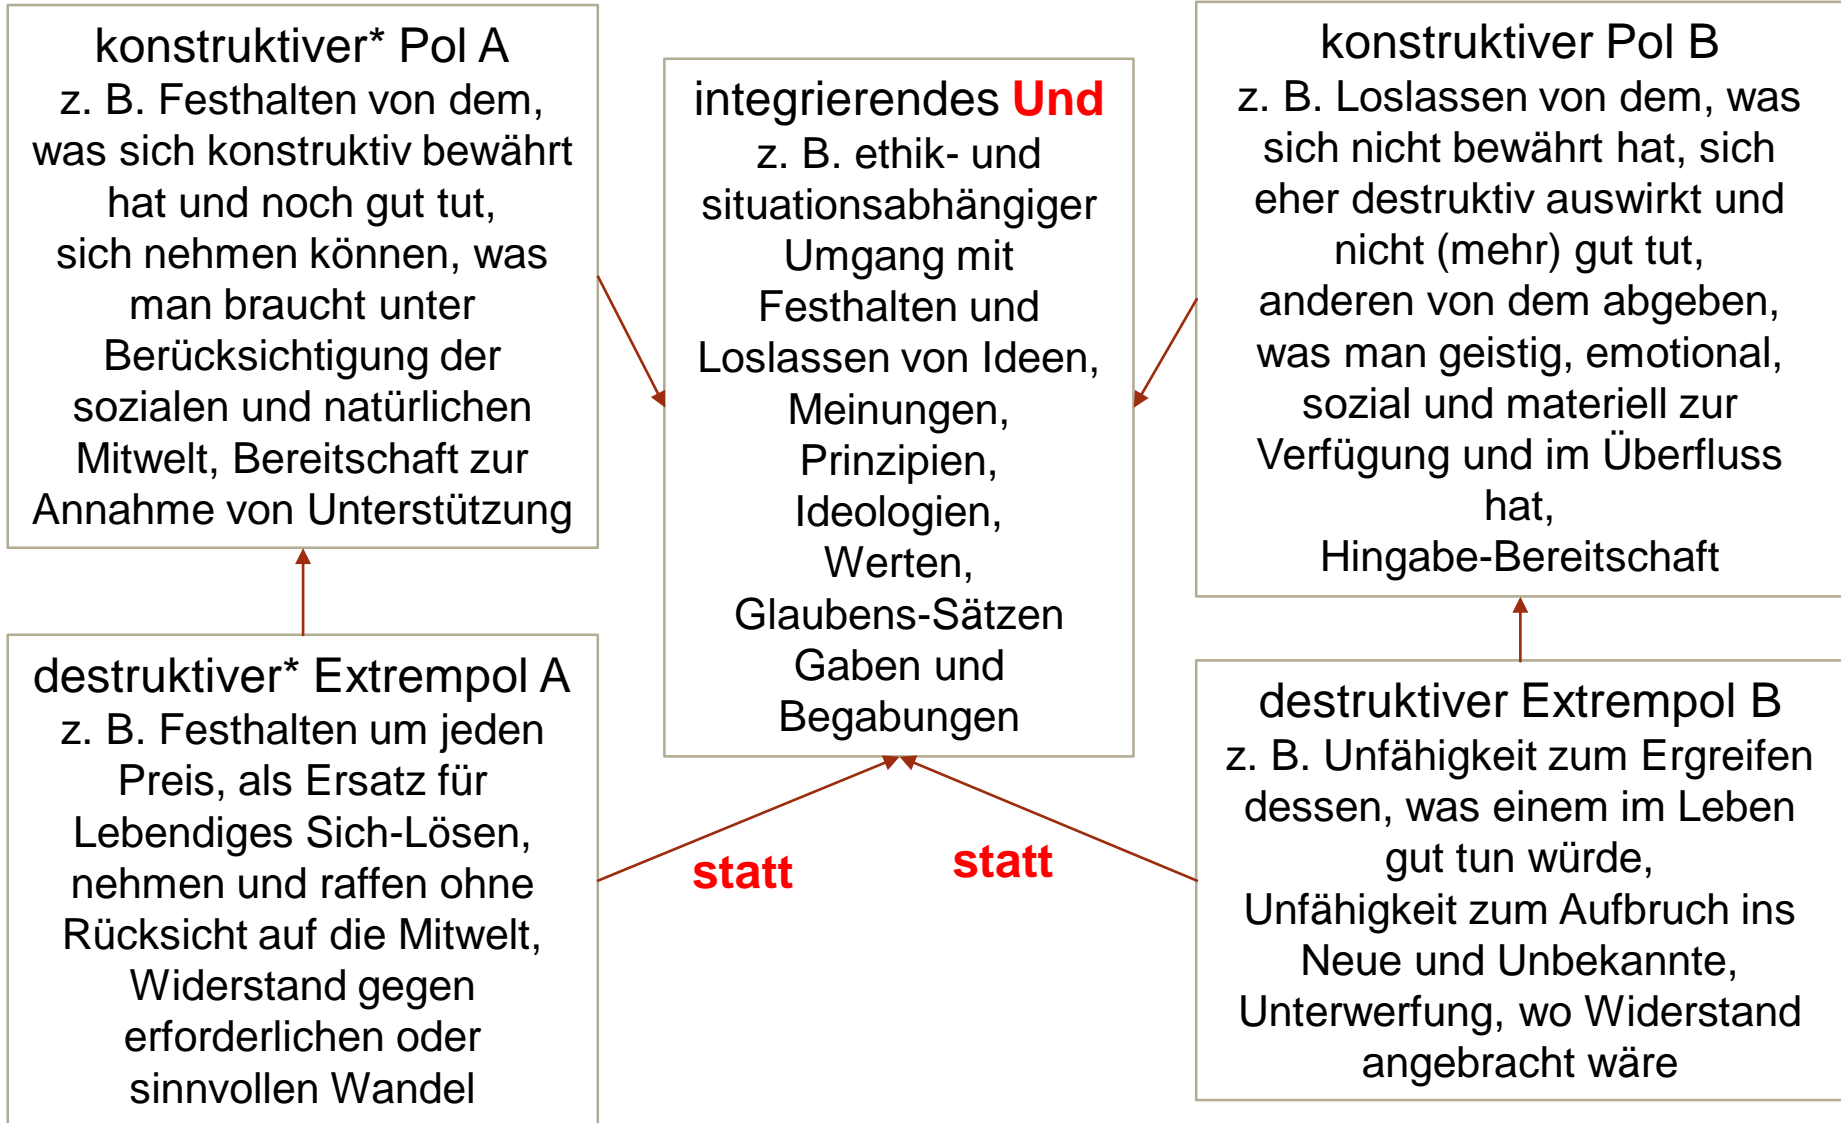 konstruktiver* Pol A
z. B. Festhalten von dem,
was sich konstruktiv bewährt
hat und noch gut tut,
sich nehmen können, was
man braucht unter
Berücksichtigung der
sozialen und natürlichen
Mitwelt, Bereitschaft zur
Annahme von Unterstützung
integrierendes Und
z. B. ethik- und
situationsabhängiger
Umgang mit
Festhalten und
Loslassen von Ideen,
Meinungen,
Prinzipien,
Ideologien,
Werten,
Glaubens-Sätzen
Gaben und
Begabungen
konstruktiver Pol B
z. B. Loslassen von dem, was
sich nicht bewährt hat, sich
eher destruktiv auswirkt und
nicht (mehr) gut tut,
anderen von dem abgeben,
was man geistig, emotional,
sozial und materiell zur
Verfügung und im Überfluss
hat,
Hingabe-Bereitschaft
destruktiver* Extrempol A
z. B. Festhalten um jeden
Preis, als Ersatz für
Lebendiges Sich-Lösen,
nehmen und raffen ohne
Rücksicht auf die Mitwelt,
Widerstand gegen
erforderlichen oder
sinnvollen Wandel
statt
statt
destruktiver Extrempol B
z. B. Unfähigkeit zum Ergreifen
dessen, was einem im Leben
gut tun würde,
Unfähigkeit zum Aufbruch ins
Neue und Unbekannte,
Unterwerfung, wo Widerstand
angebracht wäre